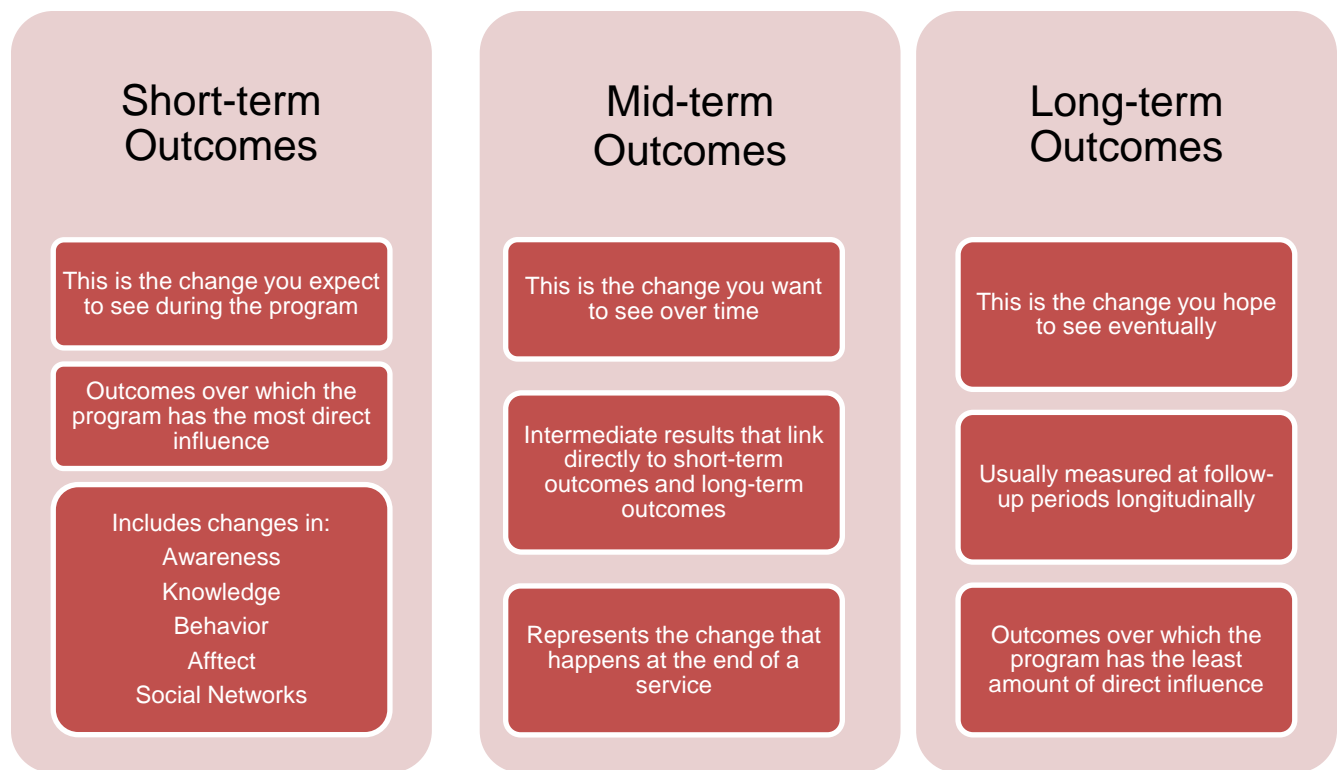 Short-term
Outcomes
This is the change you expect
to see during the program
Outcomes over which the
program has the most direct
influence
Includes changes in:
Awareness
Knowledge
Behavior
Afftect
Social Networks
Mid-term
Outcomes
This is the change you want
to see over time
Intermediate results that link
directly to short-term
outcomes and long-term
outcomes
Represents the change that
happens at the end of a
service
Long-term
Outcomes
This is the change you hope
to see eventually
Usually measured at follow-
up periods longitudinally
Outcomes over which the
program has the least
amount of direct influence